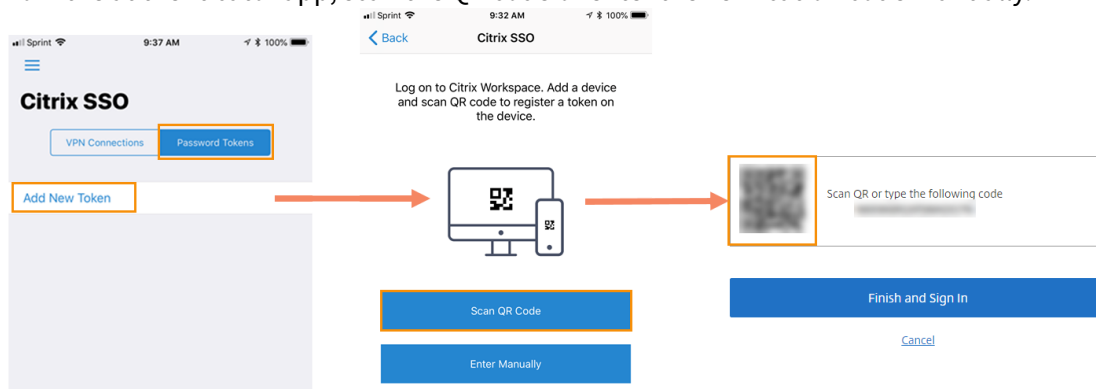 Sprint 9:37 AM 100%
Citrix SSO
VPN Connections Password Tokens
Add New Token
Sprint 9:32 AM 100%
Back Citrix SSO
Log on to Citrix Workspace. Add a device
and scan QR code to register a token on
the device.
Scan QR Code
Enter Manually
Scan QR or type the following code
Finish and Sign In
Cancel